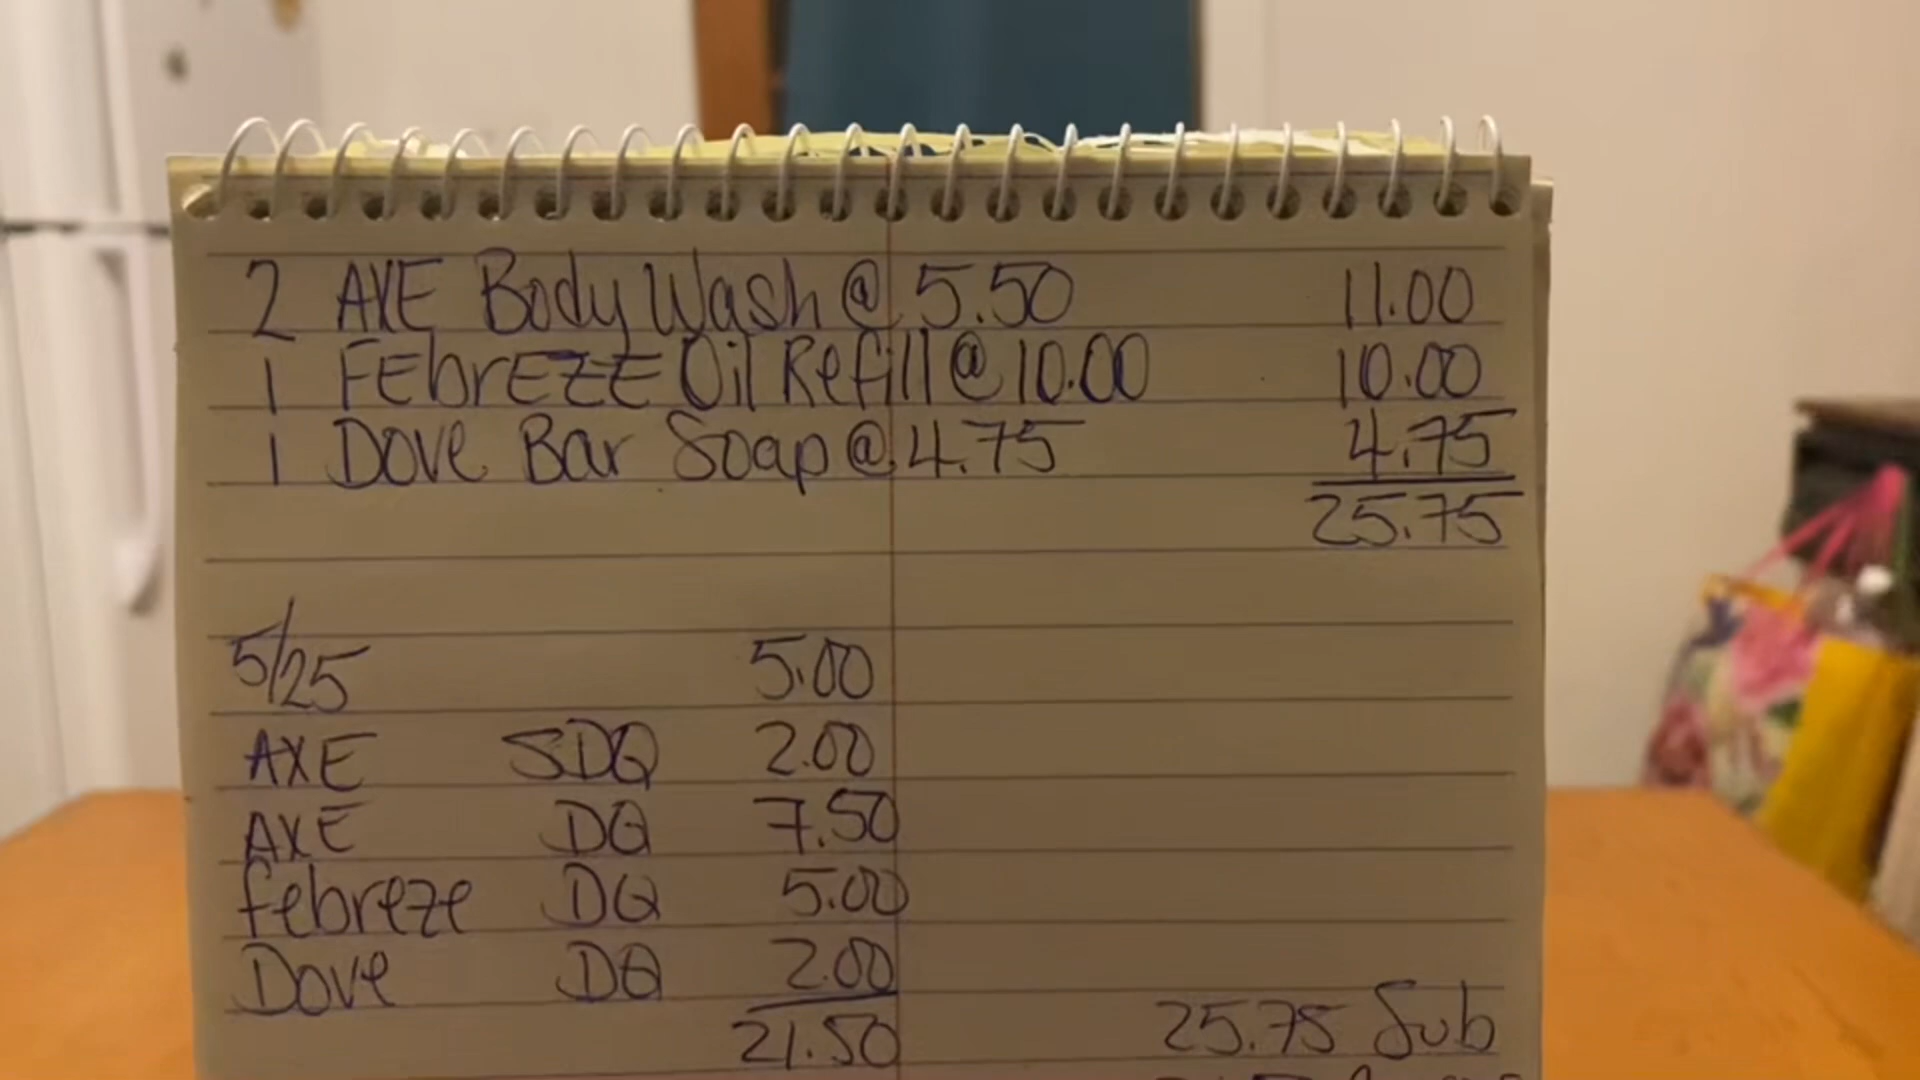 2 AXE Body Wash @ 5.50 11.00
1 FEbrEZE Oil Refill @ 10.00 10.00
1 Dove Bar Soap @ 4.75 4.75
25.75
5/25 5.00
AXE SDQ 2.00
AXE DQ 7.50
febreze DQ 5.00
Dove DQ 2.00
21.50 25.75 Sub